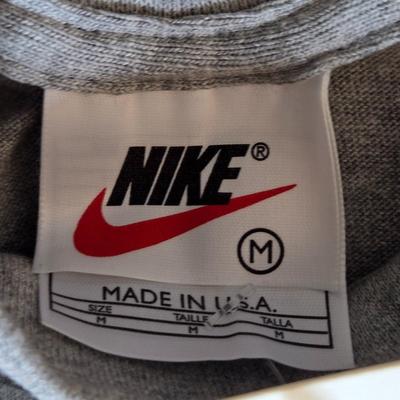 NIKE®
M
MADE IN U.S.A.
SIZE TAILLE TALLA
M M M